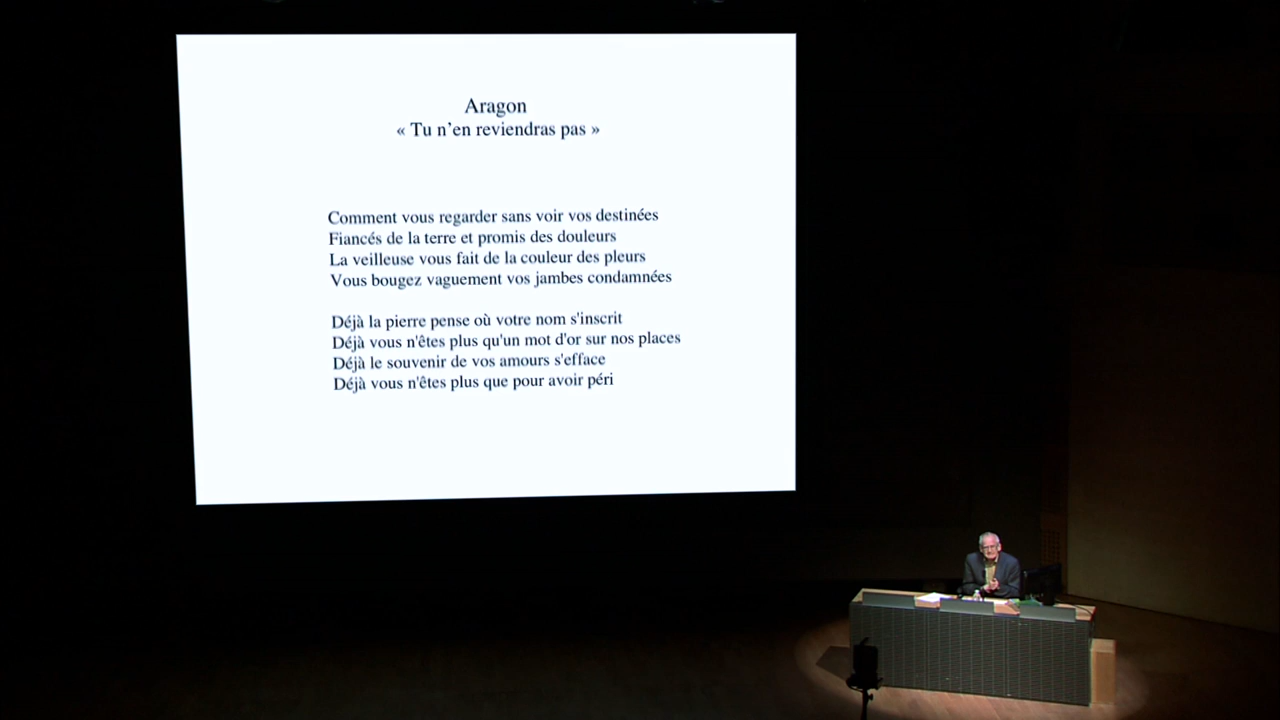 Aragon
« Tu n’en reviendras pas »
Comment vous regarder sans voir vos destinées
Fiancés de la terre et promis des douleurs
La veilleuse vous fait de la couleur des pleurs
Vous bougez vaguement vos jambes condamnées
Déjà la pierre pense où votre nom s'inscrit
Déjà vous n'êtes plus qu'un mot d'or sur nos places
Déjà le souvenir de vos amours s'efface
Déjà vous n'êtes plus que pour avoir péri